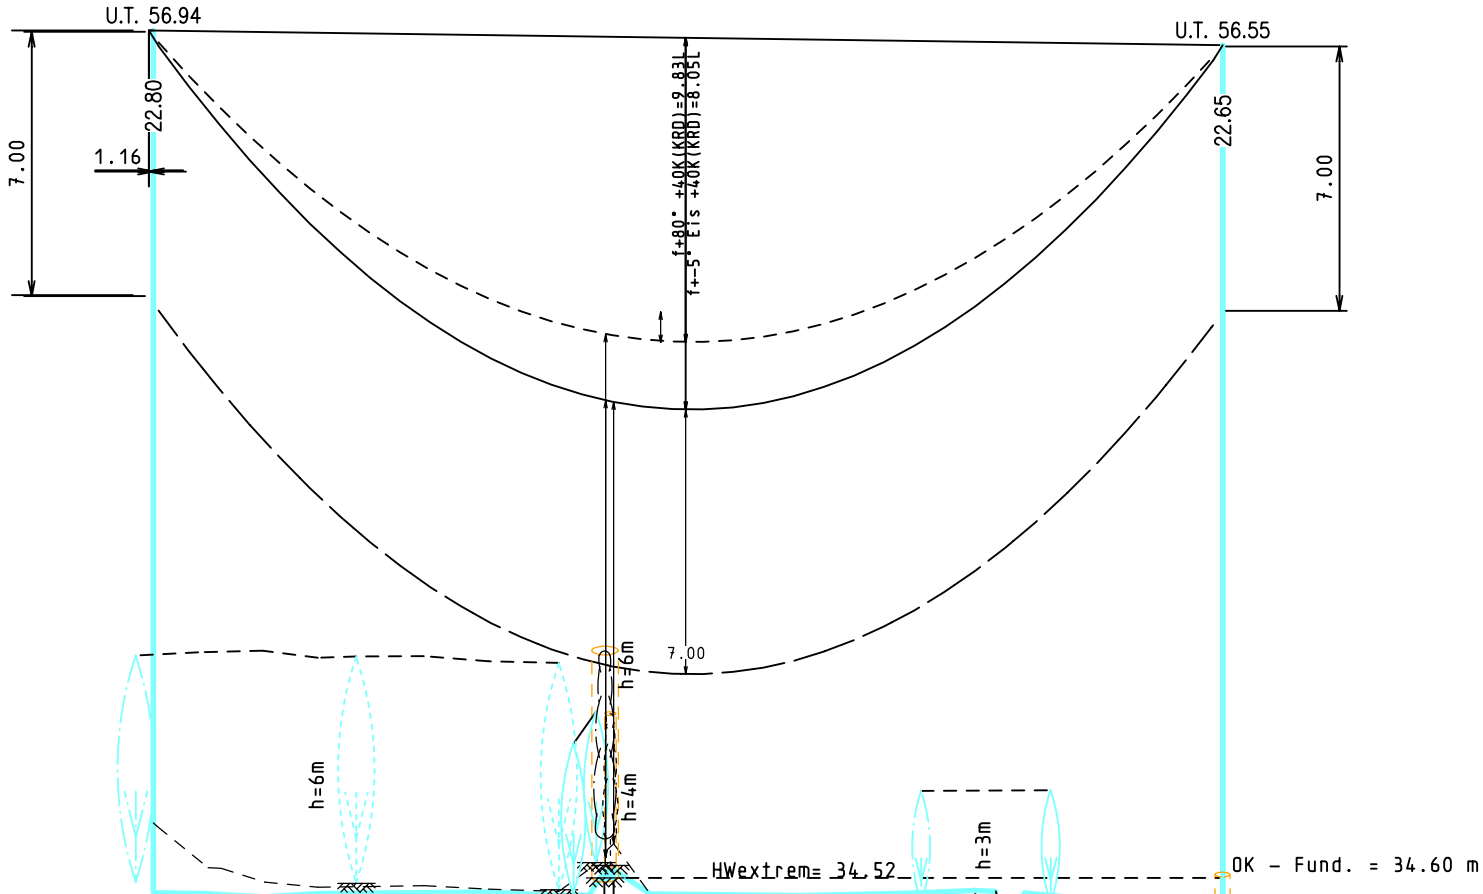 U.T. 56.94
U.T. 56.55
22.80
22.65
7.00
1.16
7.00
f+80° +40K(KRD)=9.83L
f+-5° Eis +40K(KRD)=8.05L
7.00
h=6m
h=6m
h=4m
h=3m
HWextrem= 34.52
OK - Fund. = 34.60 m